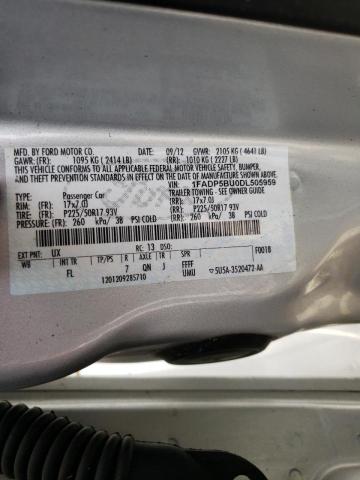 MFD. BY FORD MOTOR CO. DATE: 09/12 GVWR: 2105 KG ( 4641 LB)
GAWR: (FR): 1095 KG ( 2414 LB) (RR): 1010 KG ( 2227 LB)
THIS VEHICLE CONFORMS TO ALL APPLICABLE FEDERAL MOTOR VEHICLE SAFETY, BUMPER,
AND THEFT PREVENTION STANDARDS IN EFFECT ON THE DATE OF MANUFACTURE SHOWN ABOVE.
VIN: 1FADP5BU0DL505959
TYPE: Passenger Car TRAILER TOWING - SEE OWNER GUIDE
RIM: (FR): 17x7.0J (RR): 17x7.0J
TIRE: (FR): P225/50R17 93V (RR): P225/50R17 93V
PRESSURE: (FR): 260 kPa/ 38 PSI COLD (RR): 260 kPa/ 38 PSI COLD
EXT PNT: UX RC: 13 DSO: F0018
WB INT TR TP/PS R AXLE TR SPR
FL 7 QN J FFFF
1201209285710 UMU 5U5A-3520472-AA